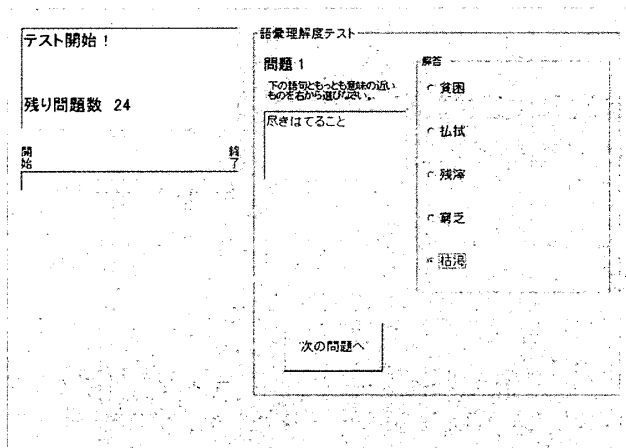 テスト開始!
残り問題数 24
開始
終了
語彙理解度テスト
問題 1
下の語句ともっとも意味の近い
ものを右から選びなさい。
尽きはてること
解答
貧困
払拭
残滓
窮乏
枯渇
次の問題へ